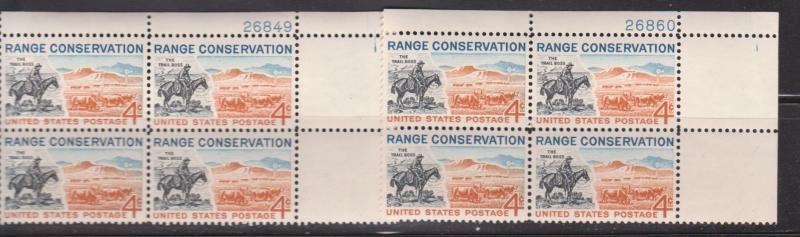 26849
RANGE CONSERVATION
THE
TRAIL BOSS
4¢
UNITED STATES POSTAGE
RANGE CONSERVATION
THE
TRAIL BOSS
4¢
UNITED STATES POSTAGE
RANGE CONSERVATION
THE
TRAIL BOSS
4¢
UNITED STATES POSTAGE
RANGE CONSERVATION
THE
TRAIL BOSS
4¢
UNITED STATES POSTAGE
26860
RANGE CONSERVATION
THE
TRAIL BOSS
4¢
UNITED STATES POSTAGE
RANGE CONSERVATION
THE
TRAIL BOSS
4¢
UNITED STATES POSTAGE
RANGE CONSERVATION
THE
TRAIL BOSS
4¢
UNITED STATES POSTAGE
RANGE CONSERVATION
THE
TRAIL BOSS
4¢
UNITED STATES POSTAGE